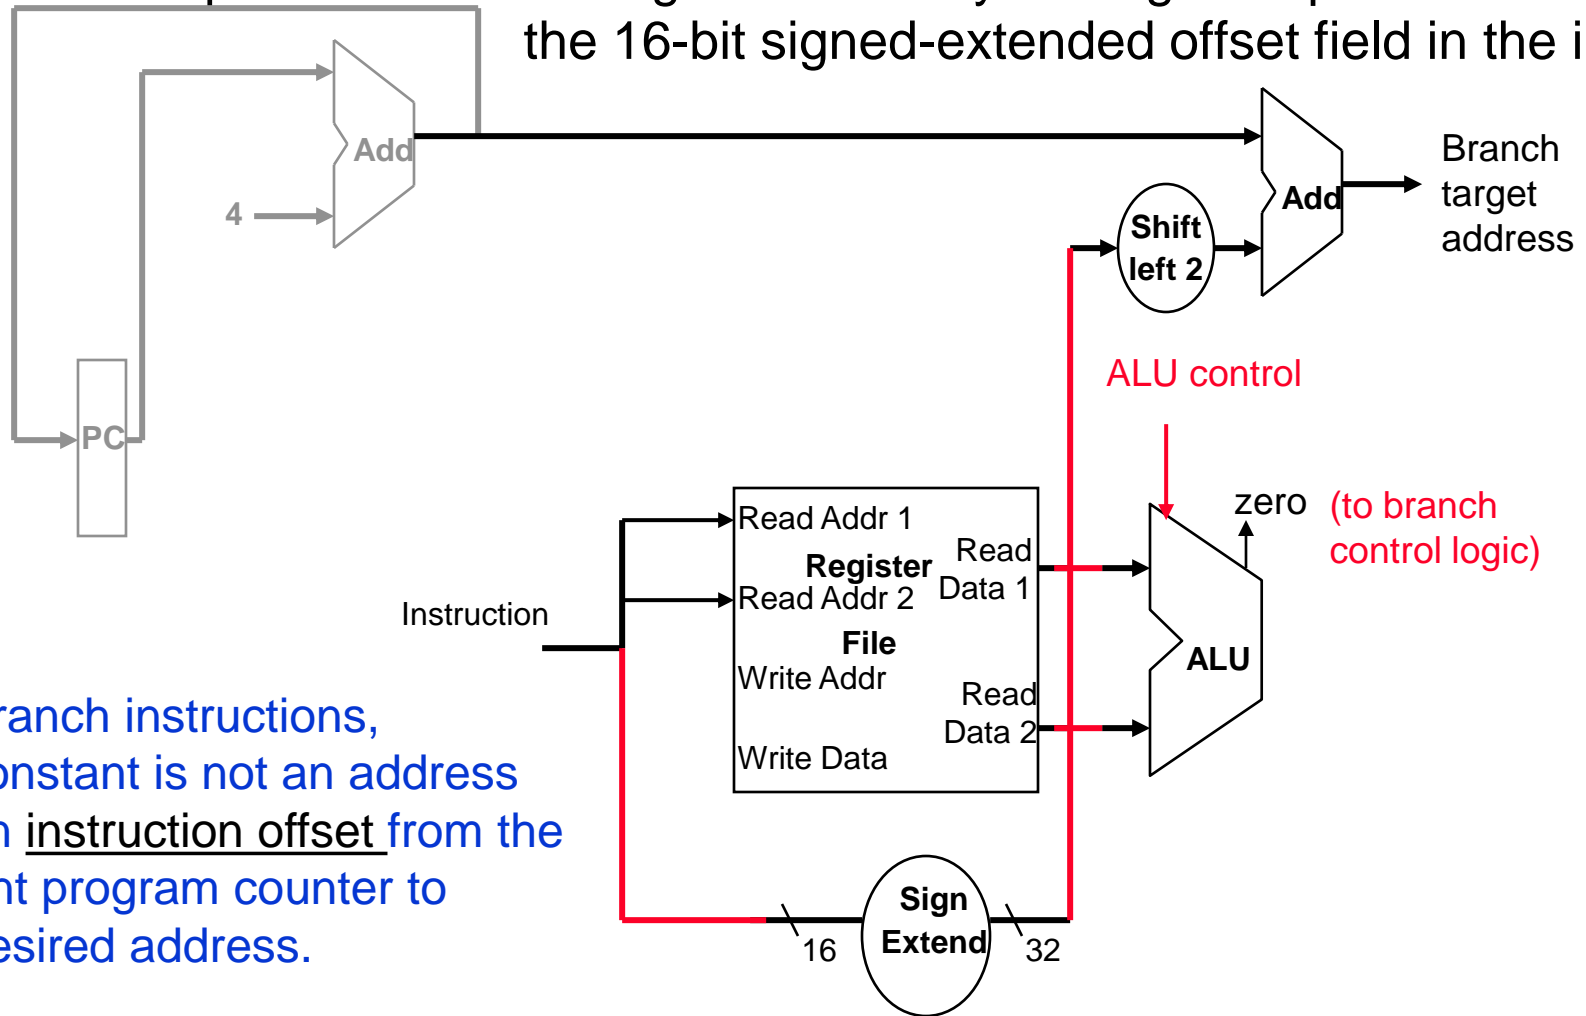 the 16-bit signed-extended offset field in the i
Add
4
Branch
target
address
Add
Shift
left 2
ALU control
PC
zero
(to branch
control logic)
Read Addr 1
Register
Read
Data 1
Read Addr 2
File
Instruction
Write Addr
ALU
Read
Data 2
Write Data
ranch instructions,
onstant is not an address
n instruction offset from the
nt program counter to
esired address.
Sign
Extend
16
32